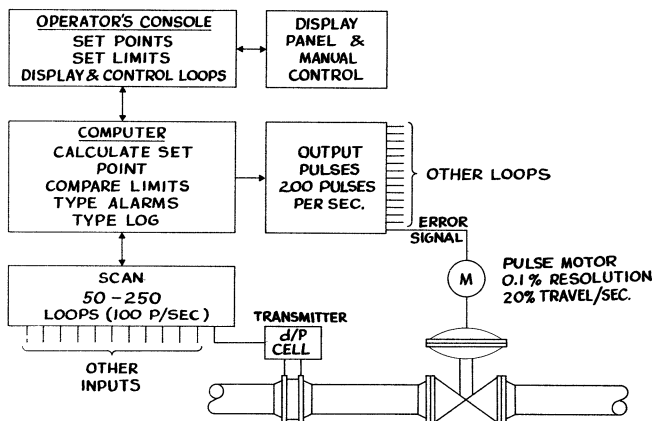 OPERATOR'S CONSOLE
SET POINTS
SET LIMITS
DISPLAY & CONTROL LOOPS
DISPLAY
PANEL &
MANUAL
CONTROL
COMPUTER
CALCULATE SET
POINT
COMPARE LIMITS
TYPE ALARMS
TYPE LOG
OUTPUT
PULSES
200 PULSES
PER SEC.
OTHER LOOPS
ERROR
SIGNAL
M
PULSE MOTOR
0.1% RESOLUTION
20% TRAVEL/SEC.
SCAN
50-250
LOOPS (100 P/SEC)
OTHER
INPUTS
TRANSMITTER
d/P
CELL